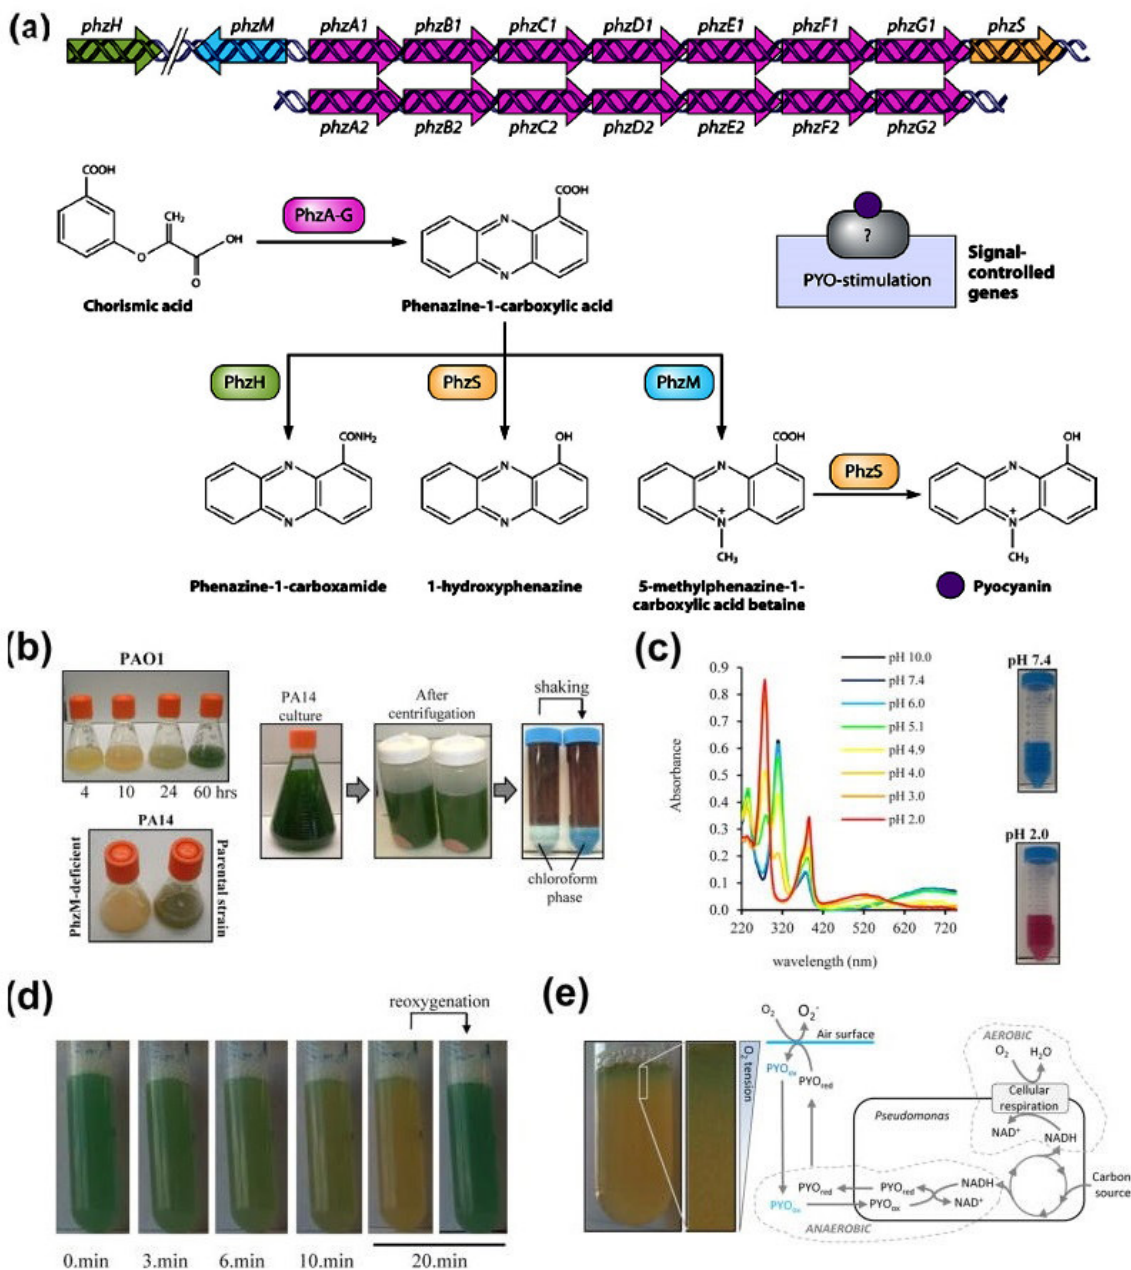 (a)
phzH phzM phzA1 phzB1 phzC1 phzD1 phzE1 phzF1 phzG1 phzS
phzA2 phzB2 phzC2 phzD2 phzE2 phzF2 phzG2
COOH
CH₂
OH
O
O
Chorismic acid
PhzA-G
COOH
N
N
Phenazine-1-carboxylic acid
?
PYO-stimulation
Signal-
controlled
genes
PhzH
PhzS
PhzM
CONH₂
N
N
Phenazine-1-carboxamide
OH
N
N
1-hydroxyphenazine
COOH
N
N
+
CH₃
5-methylphenazine-1-
carboxylic acid betaine
PhzS
OH
N
N
+
CH₃
Pyocyanin
(b)
PAO1
4 10 24 60 hrs
PA14
PhzM-deficient
Parental strain
PA14
culture
After
centrifugation
shaking
chloroform
phase
(c)
Absorbance
0.9
0.8
0.7
0.6
0.5
0.4
0.3
0.2
0.1
0.0
220 320 420 520 620 720
wavelength (nm)
pH 10.0
pH 7.4
pH 6.0
pH 5.1
pH 4.9
pH 4.0
pH 3.0
pH 2.0
pH 7.4
pH 2.0
(d)
reoxygenation
0.min 3.min 6.min 10.min 20.min
(e)
O₂ tension
O₂ O₂⁻
Air surface
PYOox
PYOred
AEROBIC
O₂ H₂O
Cellular
respiration
NAD⁺
NADH
Pseudomonas
PYOred PYOred NADH
PYOox PYOox NAD⁺
Carbon
source
ANAEROBIC